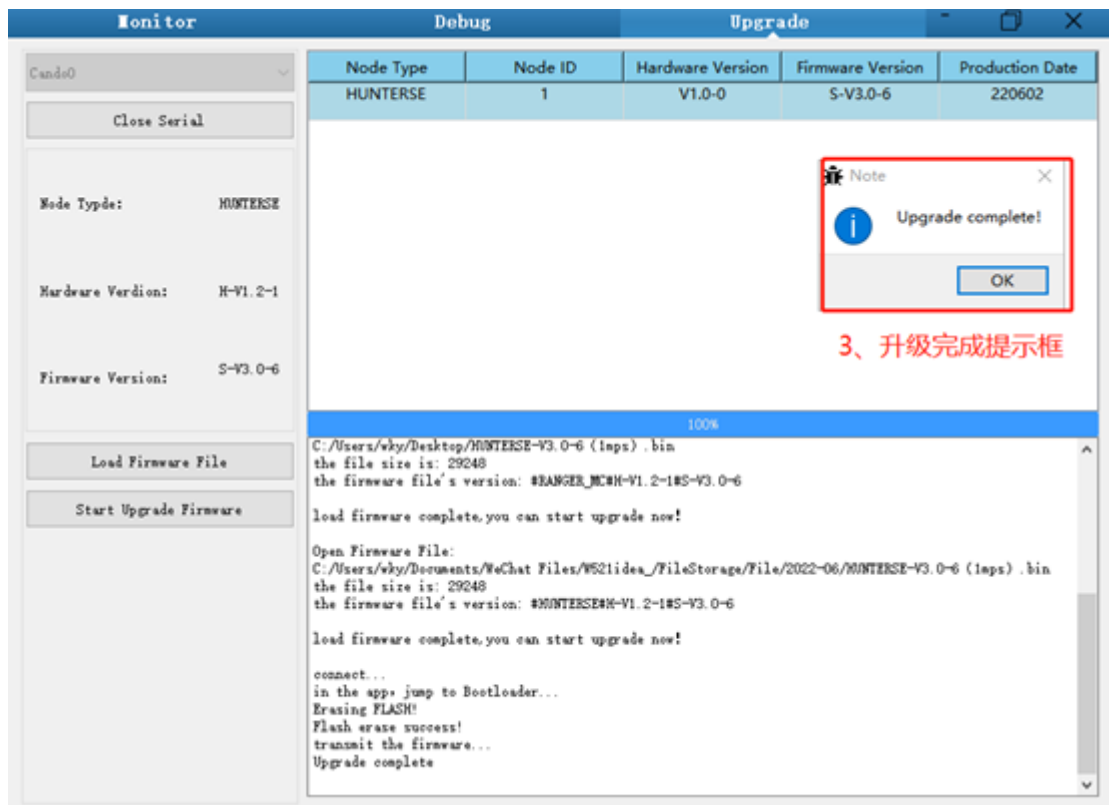 Monitor
Debug
Upgrade
Cando0
Close Serial
Node Typde: HUNTERSE
Hardware Verdion: H-V1.2-1
Firmware Version: S-V3.0-6
Load Firmware File
Start Upgrade Firmware
Node Type Node ID Hardware Version Firmware Version Production Date
HUNTERSE 1 V1.0-0 S-V3.0-6 220602
Note
Upgrade complete!
OK
3、升级完成提示框
100%
C:/Users/wky/Desktop/HUNTERSE-V3.0-6 (1mps) .bin
the file size is: 29248
the firmware file's version: #RANGER_MC#H-V1.2-1#S-V3.0-6
load firmware complete,you can start upgrade now!
Open Firmware File:
C:/Users/wky/Documents/WeChat Files/W521idea_/FileStorage/File/2022-06/HUNTERSE-V3.0-6 (1mps) .bin
the file size is: 29248
the firmware file's version: #HUNTERSE#H-V1.2-1#S-V3.0-6
load firmware complete,you can start upgrade now!
connect...
in the app, jump to Bootloader...
Erasing FLASH!
Flash erase success!
transmit the firmware...
Upgrade complete